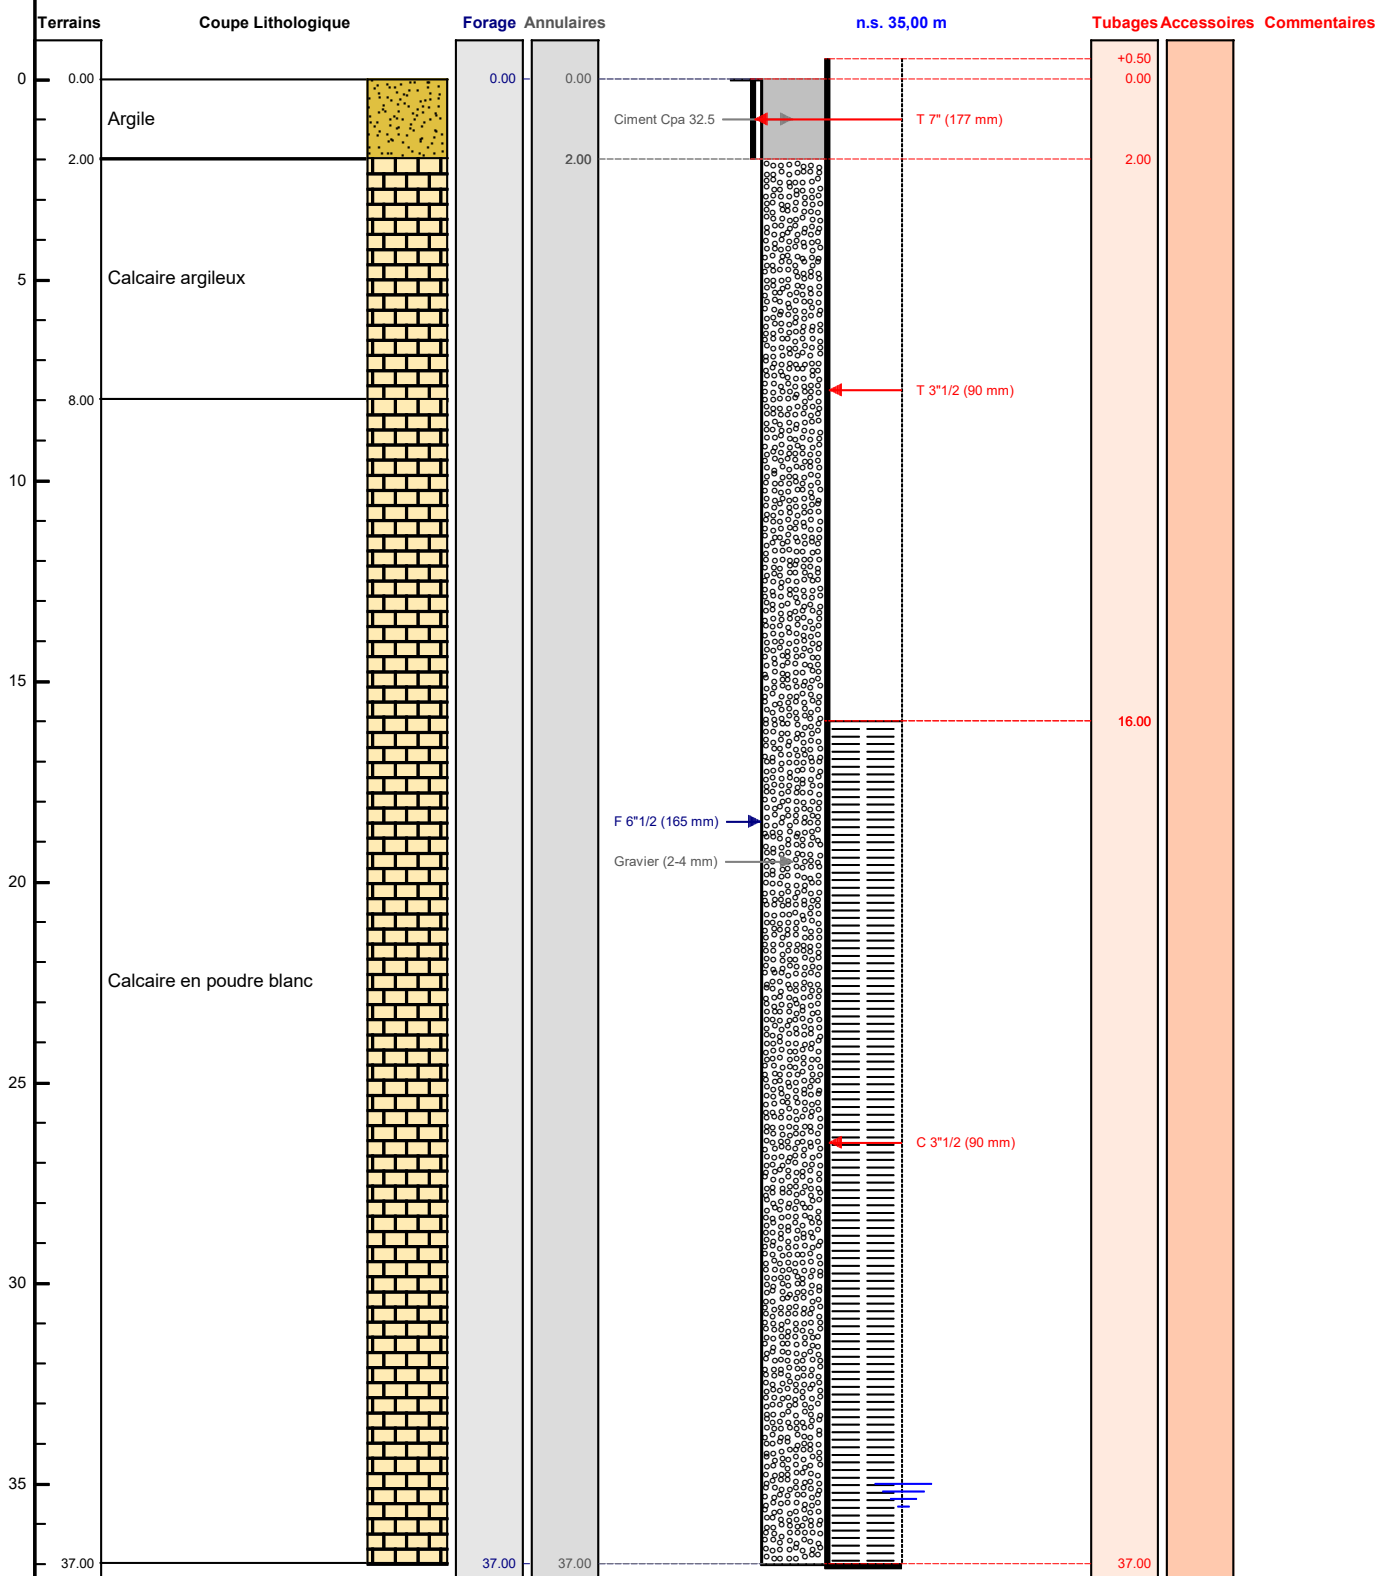 Terrains Coupe Lithologique Forage Annulaires n.s. 35,00 m Tubages Accessoires Commentaires
+0.50
0 0.00 0.00 0.00 0.00
Argile Ciment Cpa 32.5 T 7" (177 mm)
2.00 2.00 2.00
Calcaire argileux
5
T 3"1/2 (90 mm)
8.00
10
15
16.00
F 6"1/2 (165 mm)
Gravier (2-4 mm)
20
Calcaire en poudre blanc
25
C 3"1/2 (90 mm)
30
35
37.00 37.00 37.00 37.00